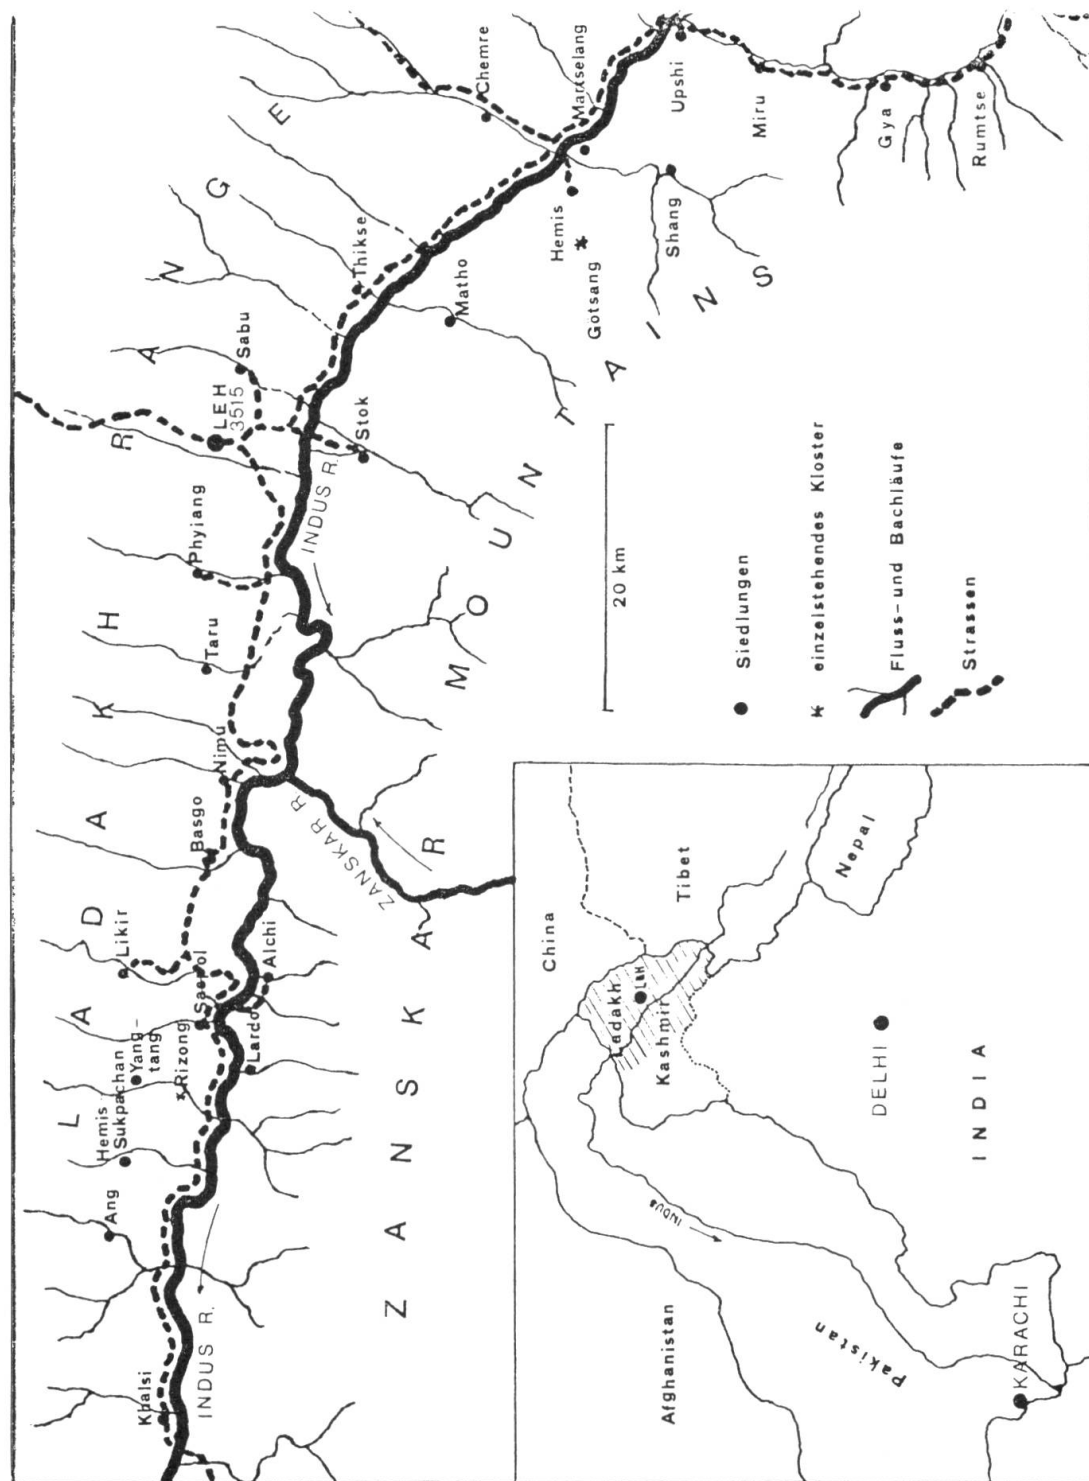 LADAKH RANGE
ZANSKAR MOUNTAINS
Khalsi
INDUS R.
Ang
Hemis
Sukpachan
Yang-
tang
Rizong
Lardo
Saspol
Alchi
Likir
Basgo
Nimu
ZANSKAR R
Taru
Phyiang
INDUS R.
LEH
3515
Sabu
Stok
Thikse
Matho
Hemis
Gotsang
Shang
Chemre
Martselang
Upshi
Miru
Gya
Rumtse
20 km
Siedlungen
einzelstehendes Kloster
Fluss- und Bachläufe
Strassen
China
Tibet
Ladakh
LEH
Kashmir
Nepal
DELHI
INDIA
INDUS
Afghanistan
Pakistan
KARACHI